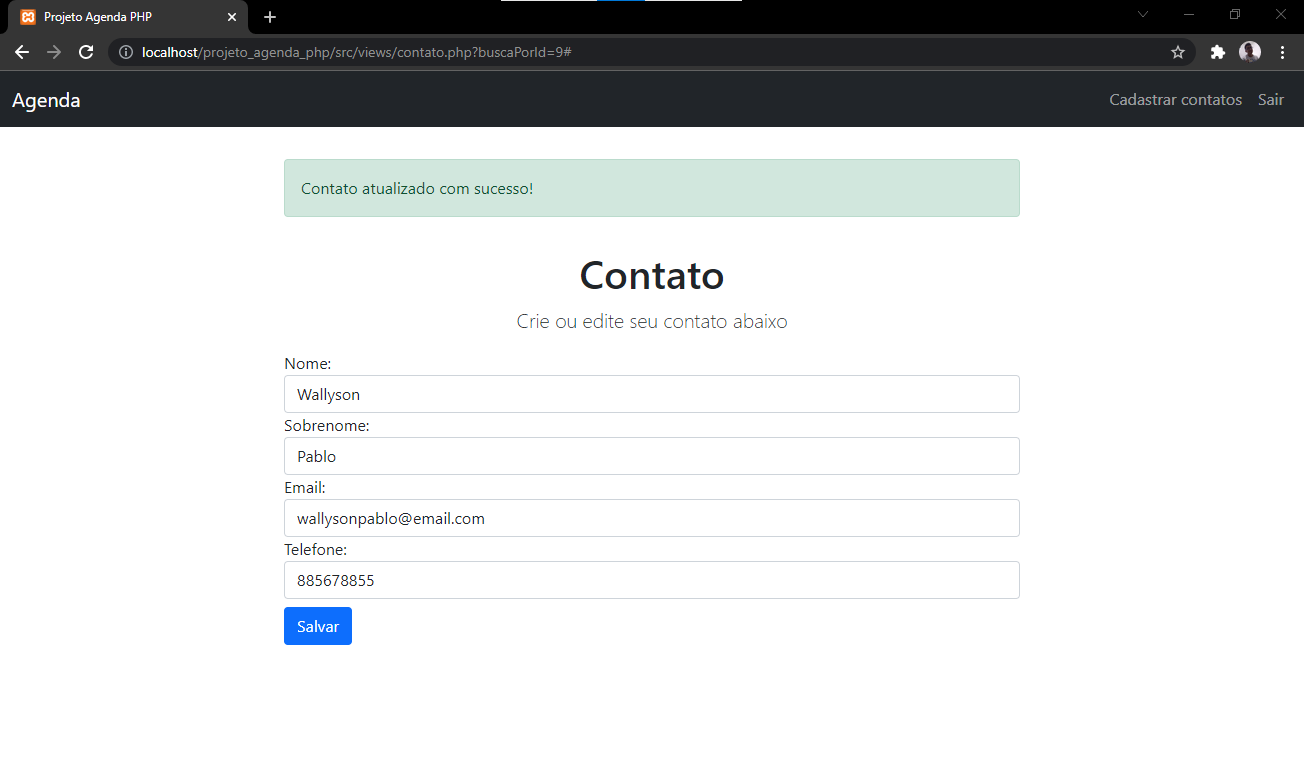 Projeto Agenda PHP
localhost/projeto_agenda_php/src/views/contato.php?buscaPorId=9#
Agenda
Cadastrar contatos
Sair
Contato atualizado com sucesso!
Contato
Crie ou edite seu contato abaixo
Nome:
Wallyson
Sobrenome:
Pablo
Email:
wallysonpablo@email.com
Telefone:
885678855
Salvar